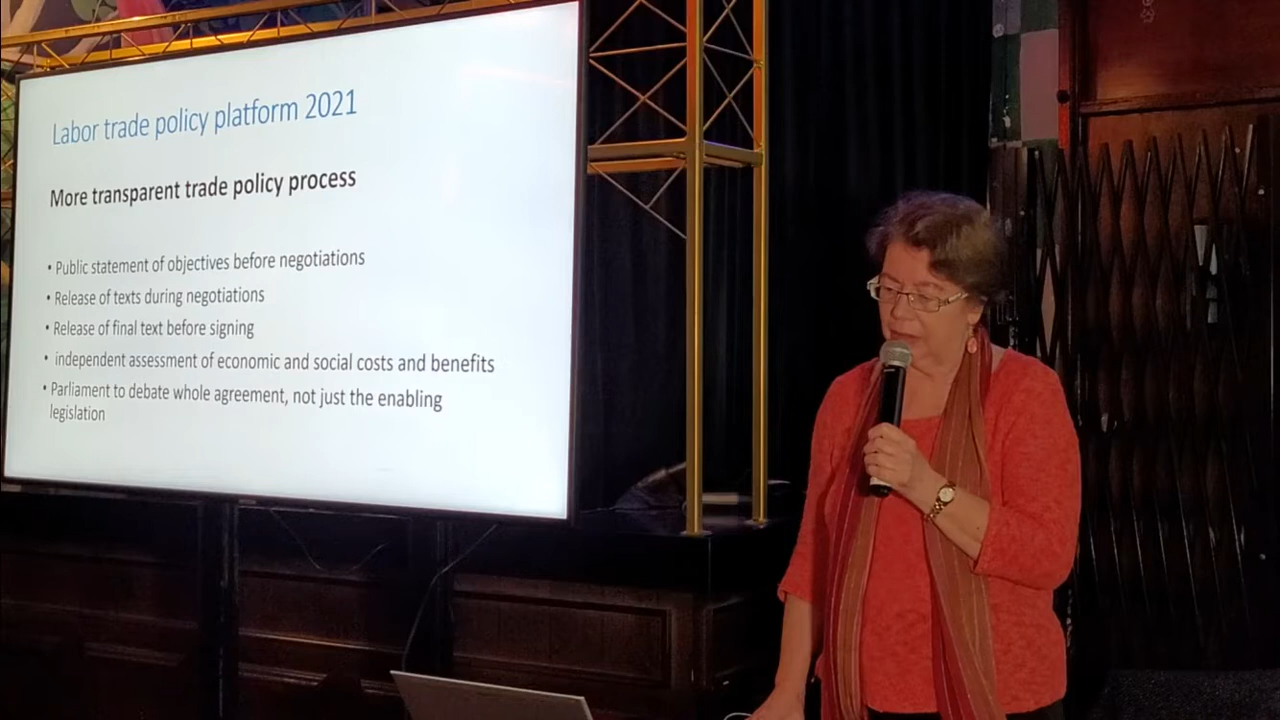 Labor trade policy platform 2021
More transparent trade policy process
• Public statement of objectives before negotiations
• Release of texts during negotiations
• Release of final text before signing
• independent assessment of economic and social costs and benefits
• Parliament to debate whole agreement, not just the enabling
legislation